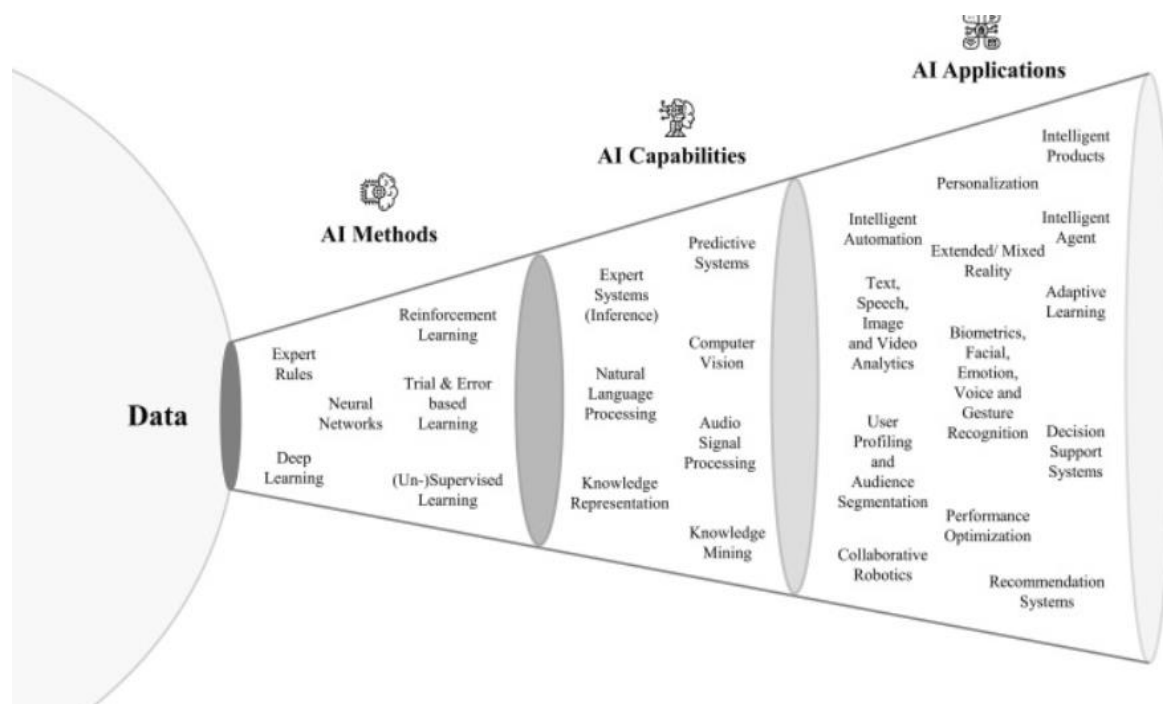 AI Applications
AI Capabilities
AI Methods
Data
Expert
Rules
Neural
Networks
Deep
Learning
Reinforcement
Learning
Trial & Error
based
Learning
(Un-)Supervised
Learning
Expert
Systems
(Inference)
Natural
Language
Processing
Knowledge
Representation
Predictive
Systems
Computer
Vision
Audio
Signal
Processing
Knowledge
Mining
Intelligent
Automation
Text,
Speech,
Image
and Video
Analytics
User
Profiling
and
Audience
Segmentation
Collaborative
Robotics
Personalization
Extended/ Mixed
Reality
Biometrics,
Facial,
Emotion,
Voice and
Gesture
Recognition
Performance
Optimization
Recommendation
Systems
Intelligent
Products
Intelligent
Agent
Adaptive
Learning
Decision
Support
Systems